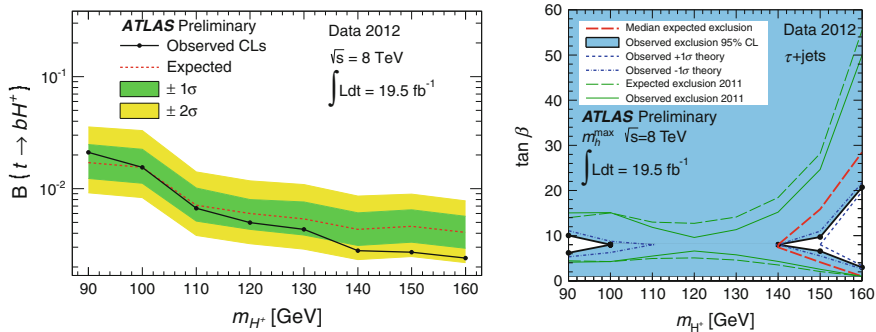 ATLAS Preliminary
Observed CLs
Expected
± 1σ
± 2σ
Data 2012
√s = 8 TeV
∫ Ldt = 19.5 fb⁻¹
B { t → bH⁺ }
10⁻¹
10⁻²
90 100 110 120 130 140 150 160
m_H⁺ [GeV]
Median expected exclusion
Observed exclusion 95% CL
Observed +1σ theory
Observed -1σ theory
Expected exclusion 2011
Observed exclusion 2011
Data 2012
τ+jets
ATLAS Preliminary
m_h^max √s=8 TeV
∫ Ldt = 19.5 fb⁻¹
tan β
60
50
40
30
20
10
0
90 100 110 120 130 140 150 160
m_H⁺ [GeV]